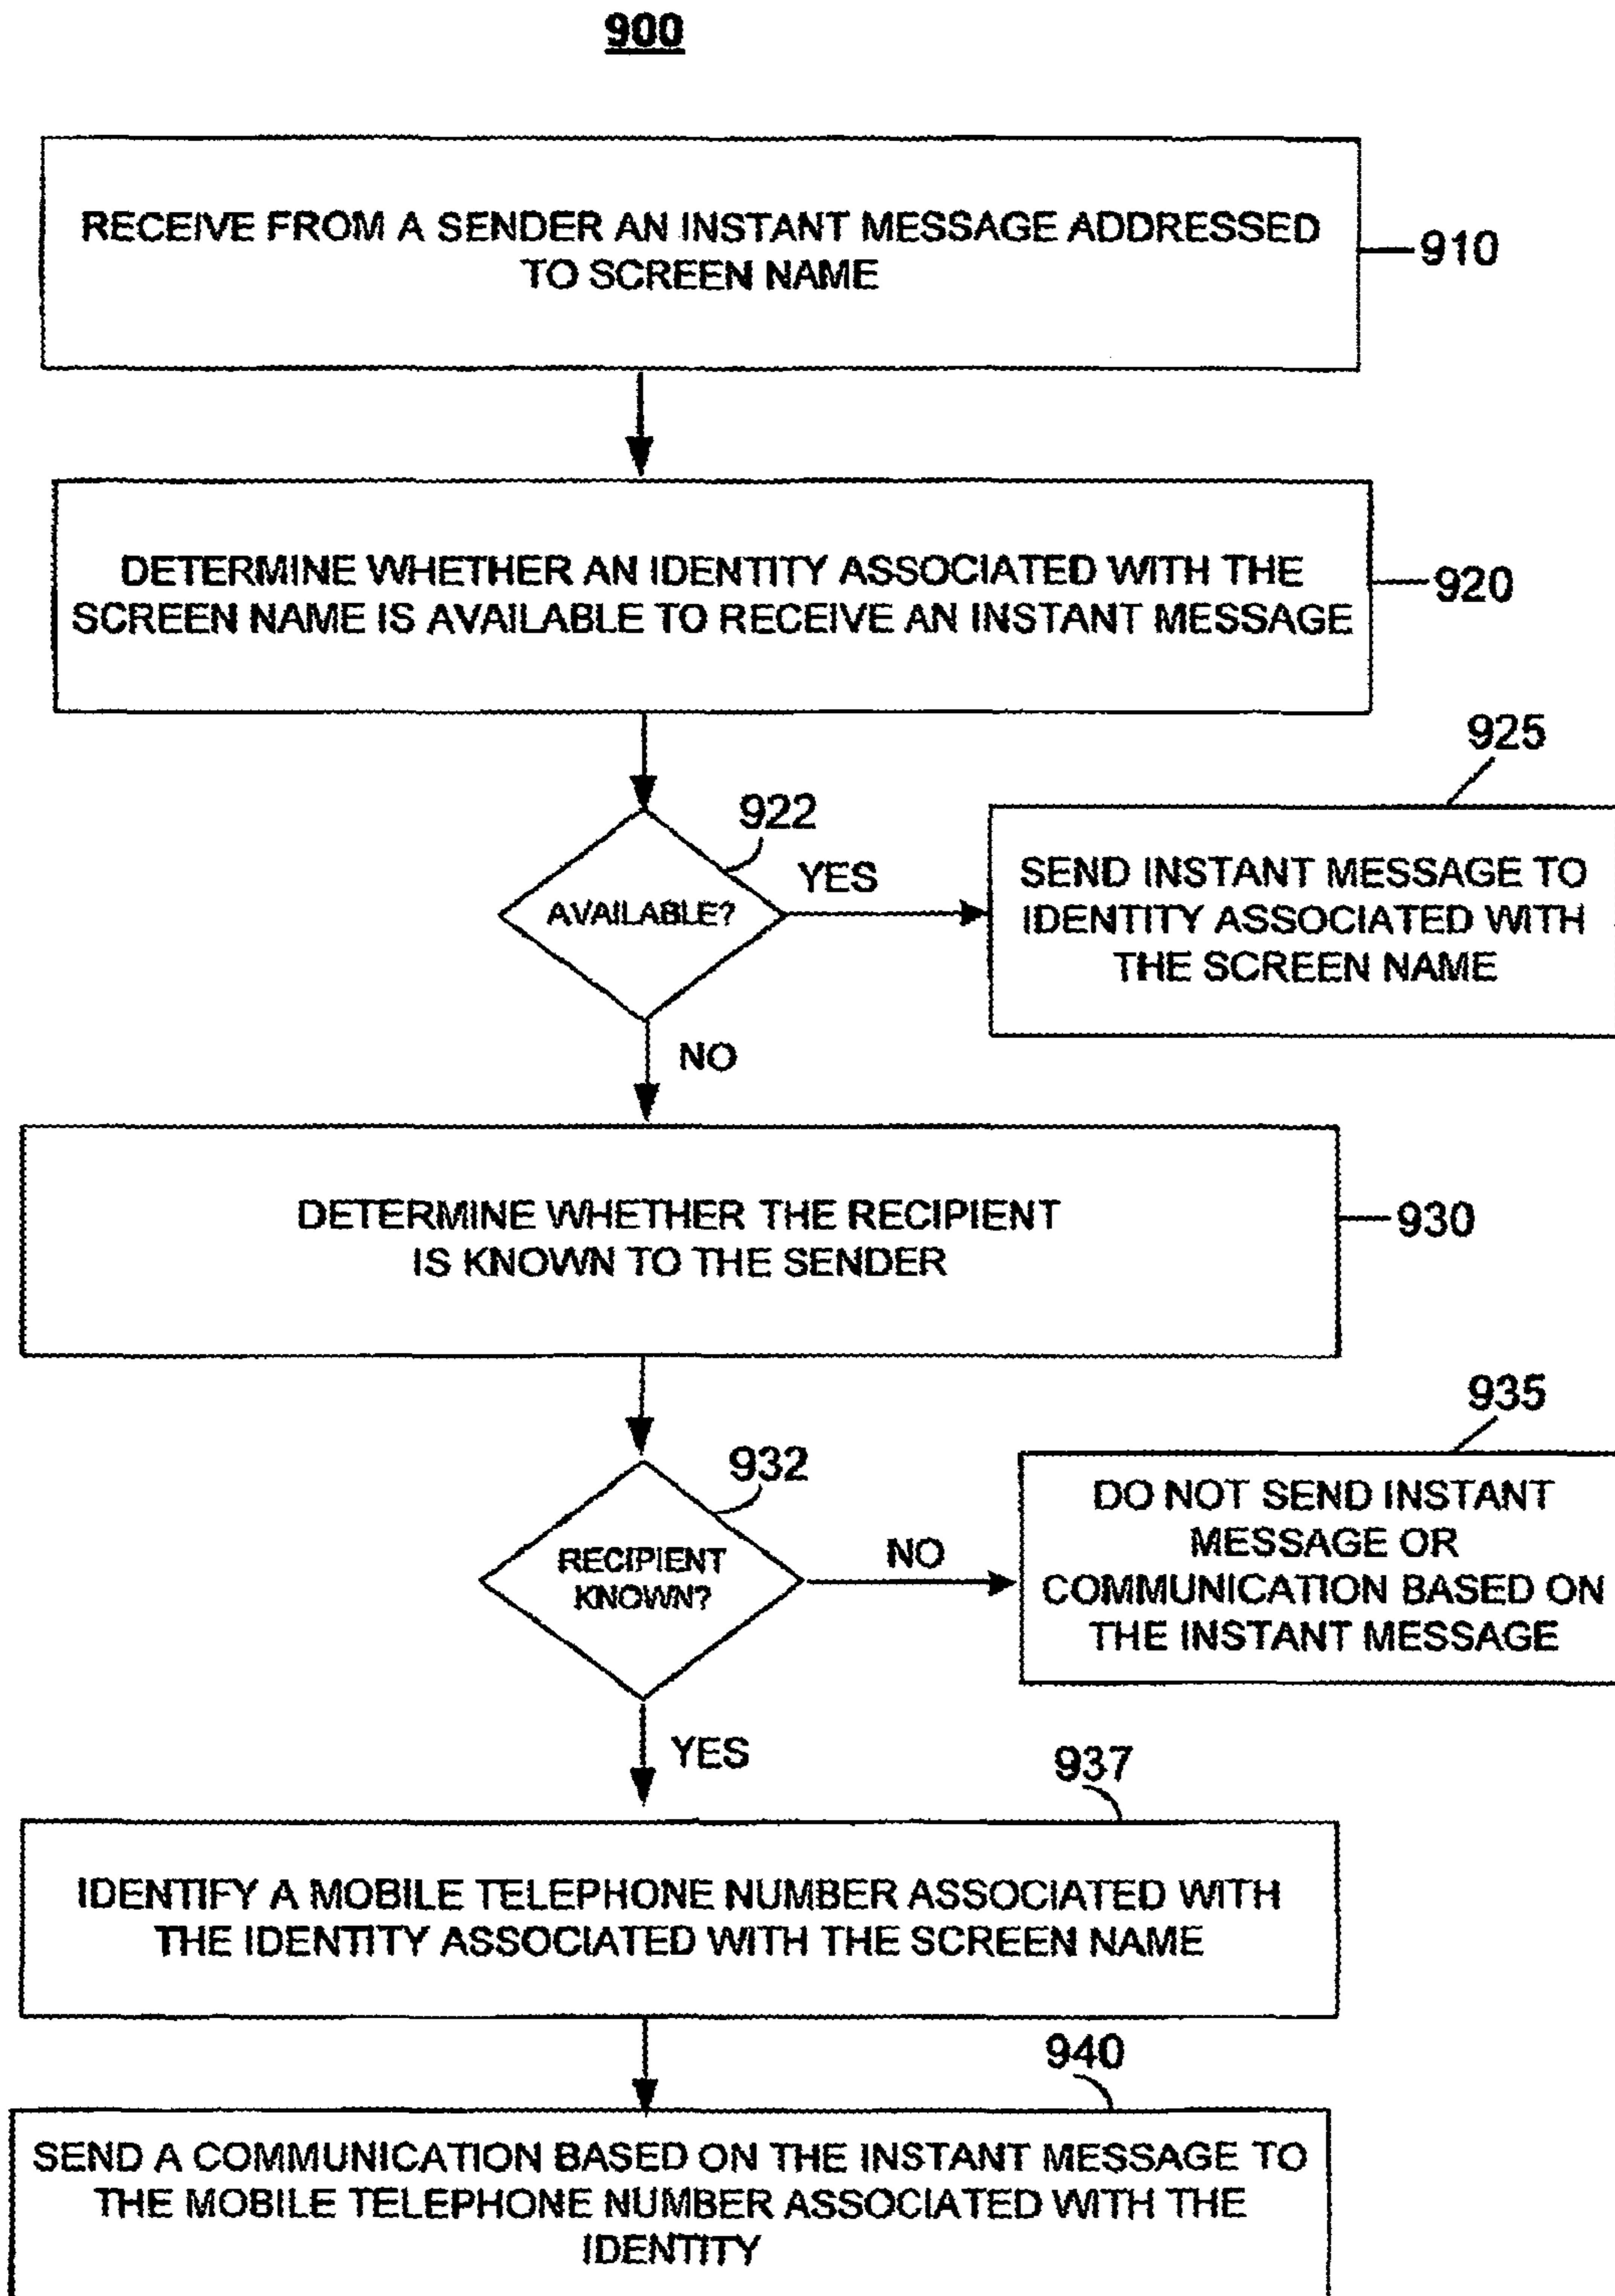 900
RECEIVE FROM A SENDER AN INSTANT MESSAGE ADDRESSED
TO SCREEN NAME
910
DETERMINE WHETHER AN IDENTITY ASSOCIATED WITH THE
SCREEN NAME IS AVAILABLE TO RECEIVE AN INSTANT MESSAGE
920
925
922
AVAILABLE?
YES
SEND INSTANT MESSAGE TO
IDENTITY ASSOCIATED WITH
THE SCREEN NAME
NO
DETERMINE WHETHER THE RECIPIENT
IS KNOWN TO THE SENDER
930
935
932
RECIPIENT
KNOWN?
NO
DO NOT SEND INSTANT
MESSAGE OR
COMMUNICATION BASED ON
THE INSTANT MESSAGE
YES
937
IDENTIFY A MOBILE TELEPHONE NUMBER ASSOCIATED WITH
THE IDENTITY ASSOCIATED WITH THE SCREEN NAME
940
SEND A COMMUNICATION BASED ON THE INSTANT MESSAGE TO
THE MOBILE TELEPHONE NUMBER ASSOCIATED WITH THE
IDENTITY